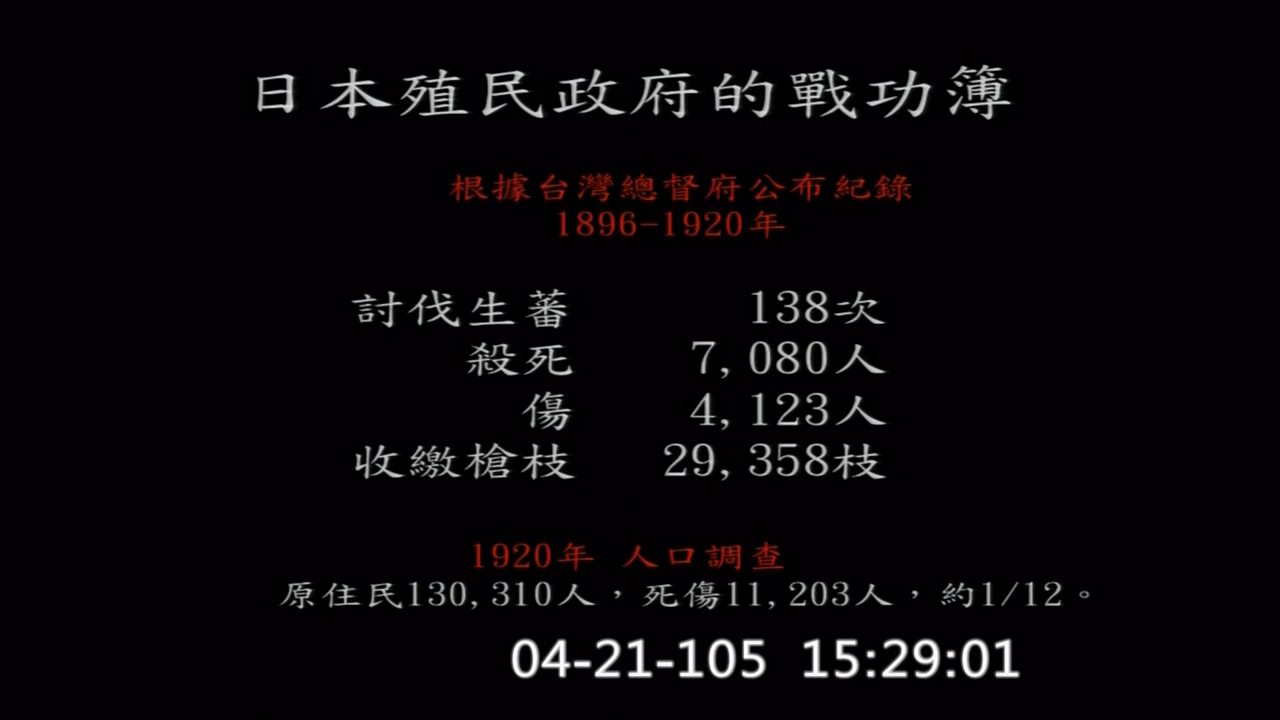 日本殖民政府的戰功簿
根據台灣總督府公布紀錄
1896-1920年
討伐生蕃 138次
殺死 7,080人
傷 4,123人
收繳槍枝 29,358枝
1920年 人口調查
原住民130,310人，死傷11,203人，約1/12。
04-21-105 15:29:01